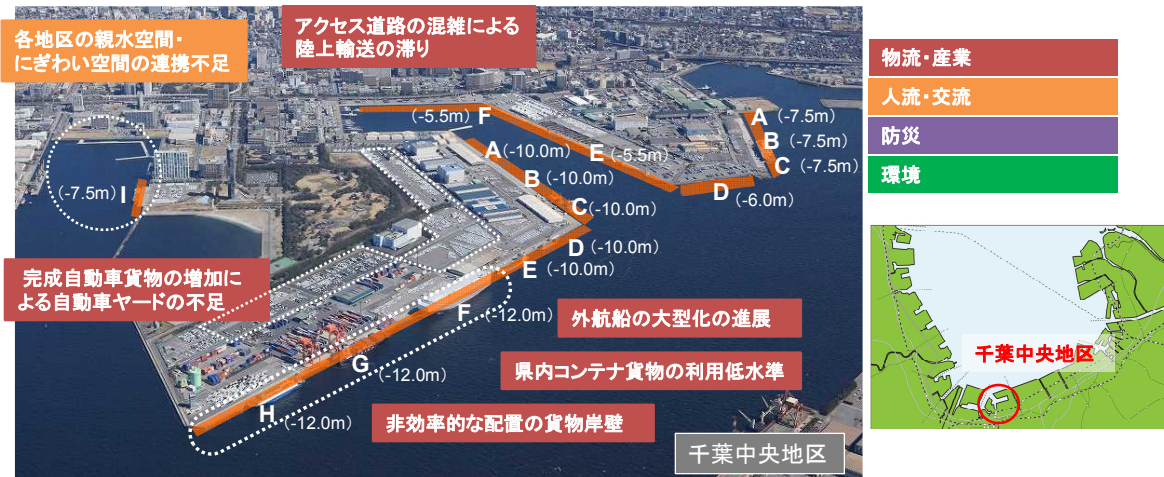 各地区の親水空間・
にぎわい空間の連携不足
アクセス道路の混雑による
陸上輸送の滞り
物流・産業
人流・交流
防災
環境
(-5.5m) F
A (-7.5m)
B (-7.5m)
C (-7.5m)
A(-10.0m)
E (-5.5m)
B (-10.0m)
D (-6.0m)
(-7.5m) I
C(-10.0m)
D (-10.0m)
E (-10.0m)
完成自動車貨物の増加に
よる自動車ヤードの不足
F (-12.0m)
外航船の大型化の進展
千葉中央地区
G (-12.0m)
県内コンテナ貨物の利用低水準
H (-12.0m)
非効率的な配置の貨物岸壁
千葉中央地区